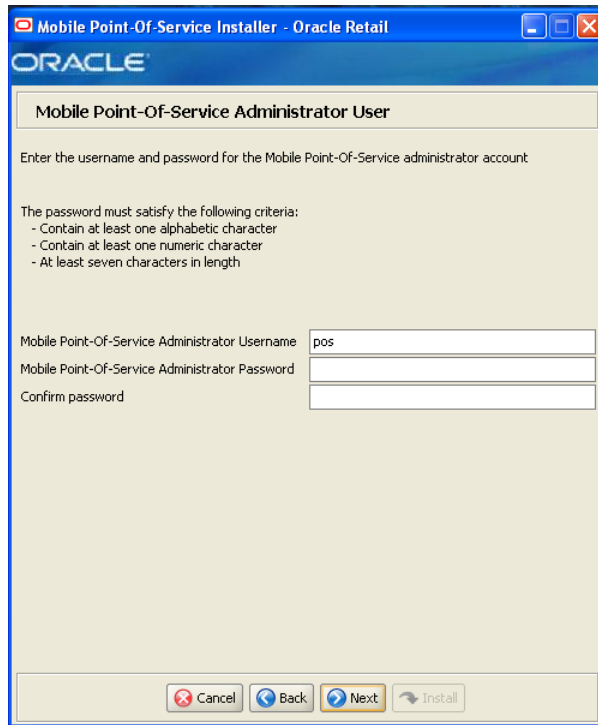 Mobile Point-Of-Service Installer - Oracle Retail
ORACLE
Mobile Point-Of-Service Administrator User
Enter the username and password for the Mobile Point-Of-Service administrator account
The password must satisfy the following criteria:
- Contain at least one alphabetic character
- Contain at least one numeric character
- At least seven characters in length
Mobile Point-Of-Service Administrator Username pos
Mobile Point-Of-Service Administrator Password
Confirm password
Cancel Back Next Install